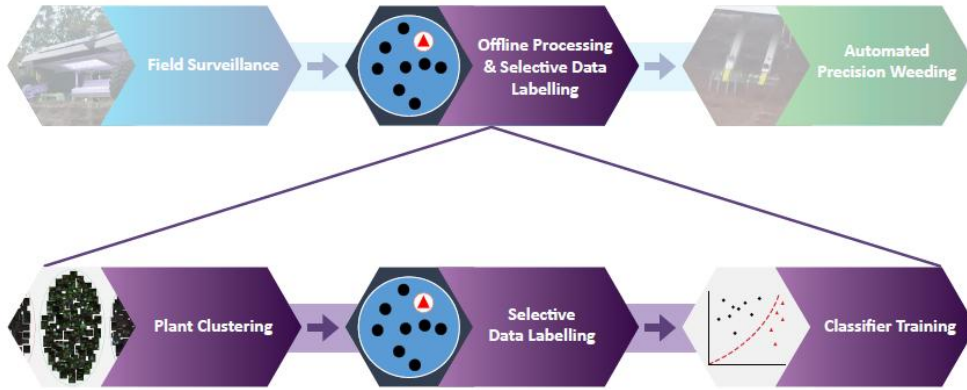 Field Surveillance
Offline Processing
& Selective Data
Labelling
Automated
Precision Weeding
Plant Clustering
Selective
Data Labelling
Classifier Training